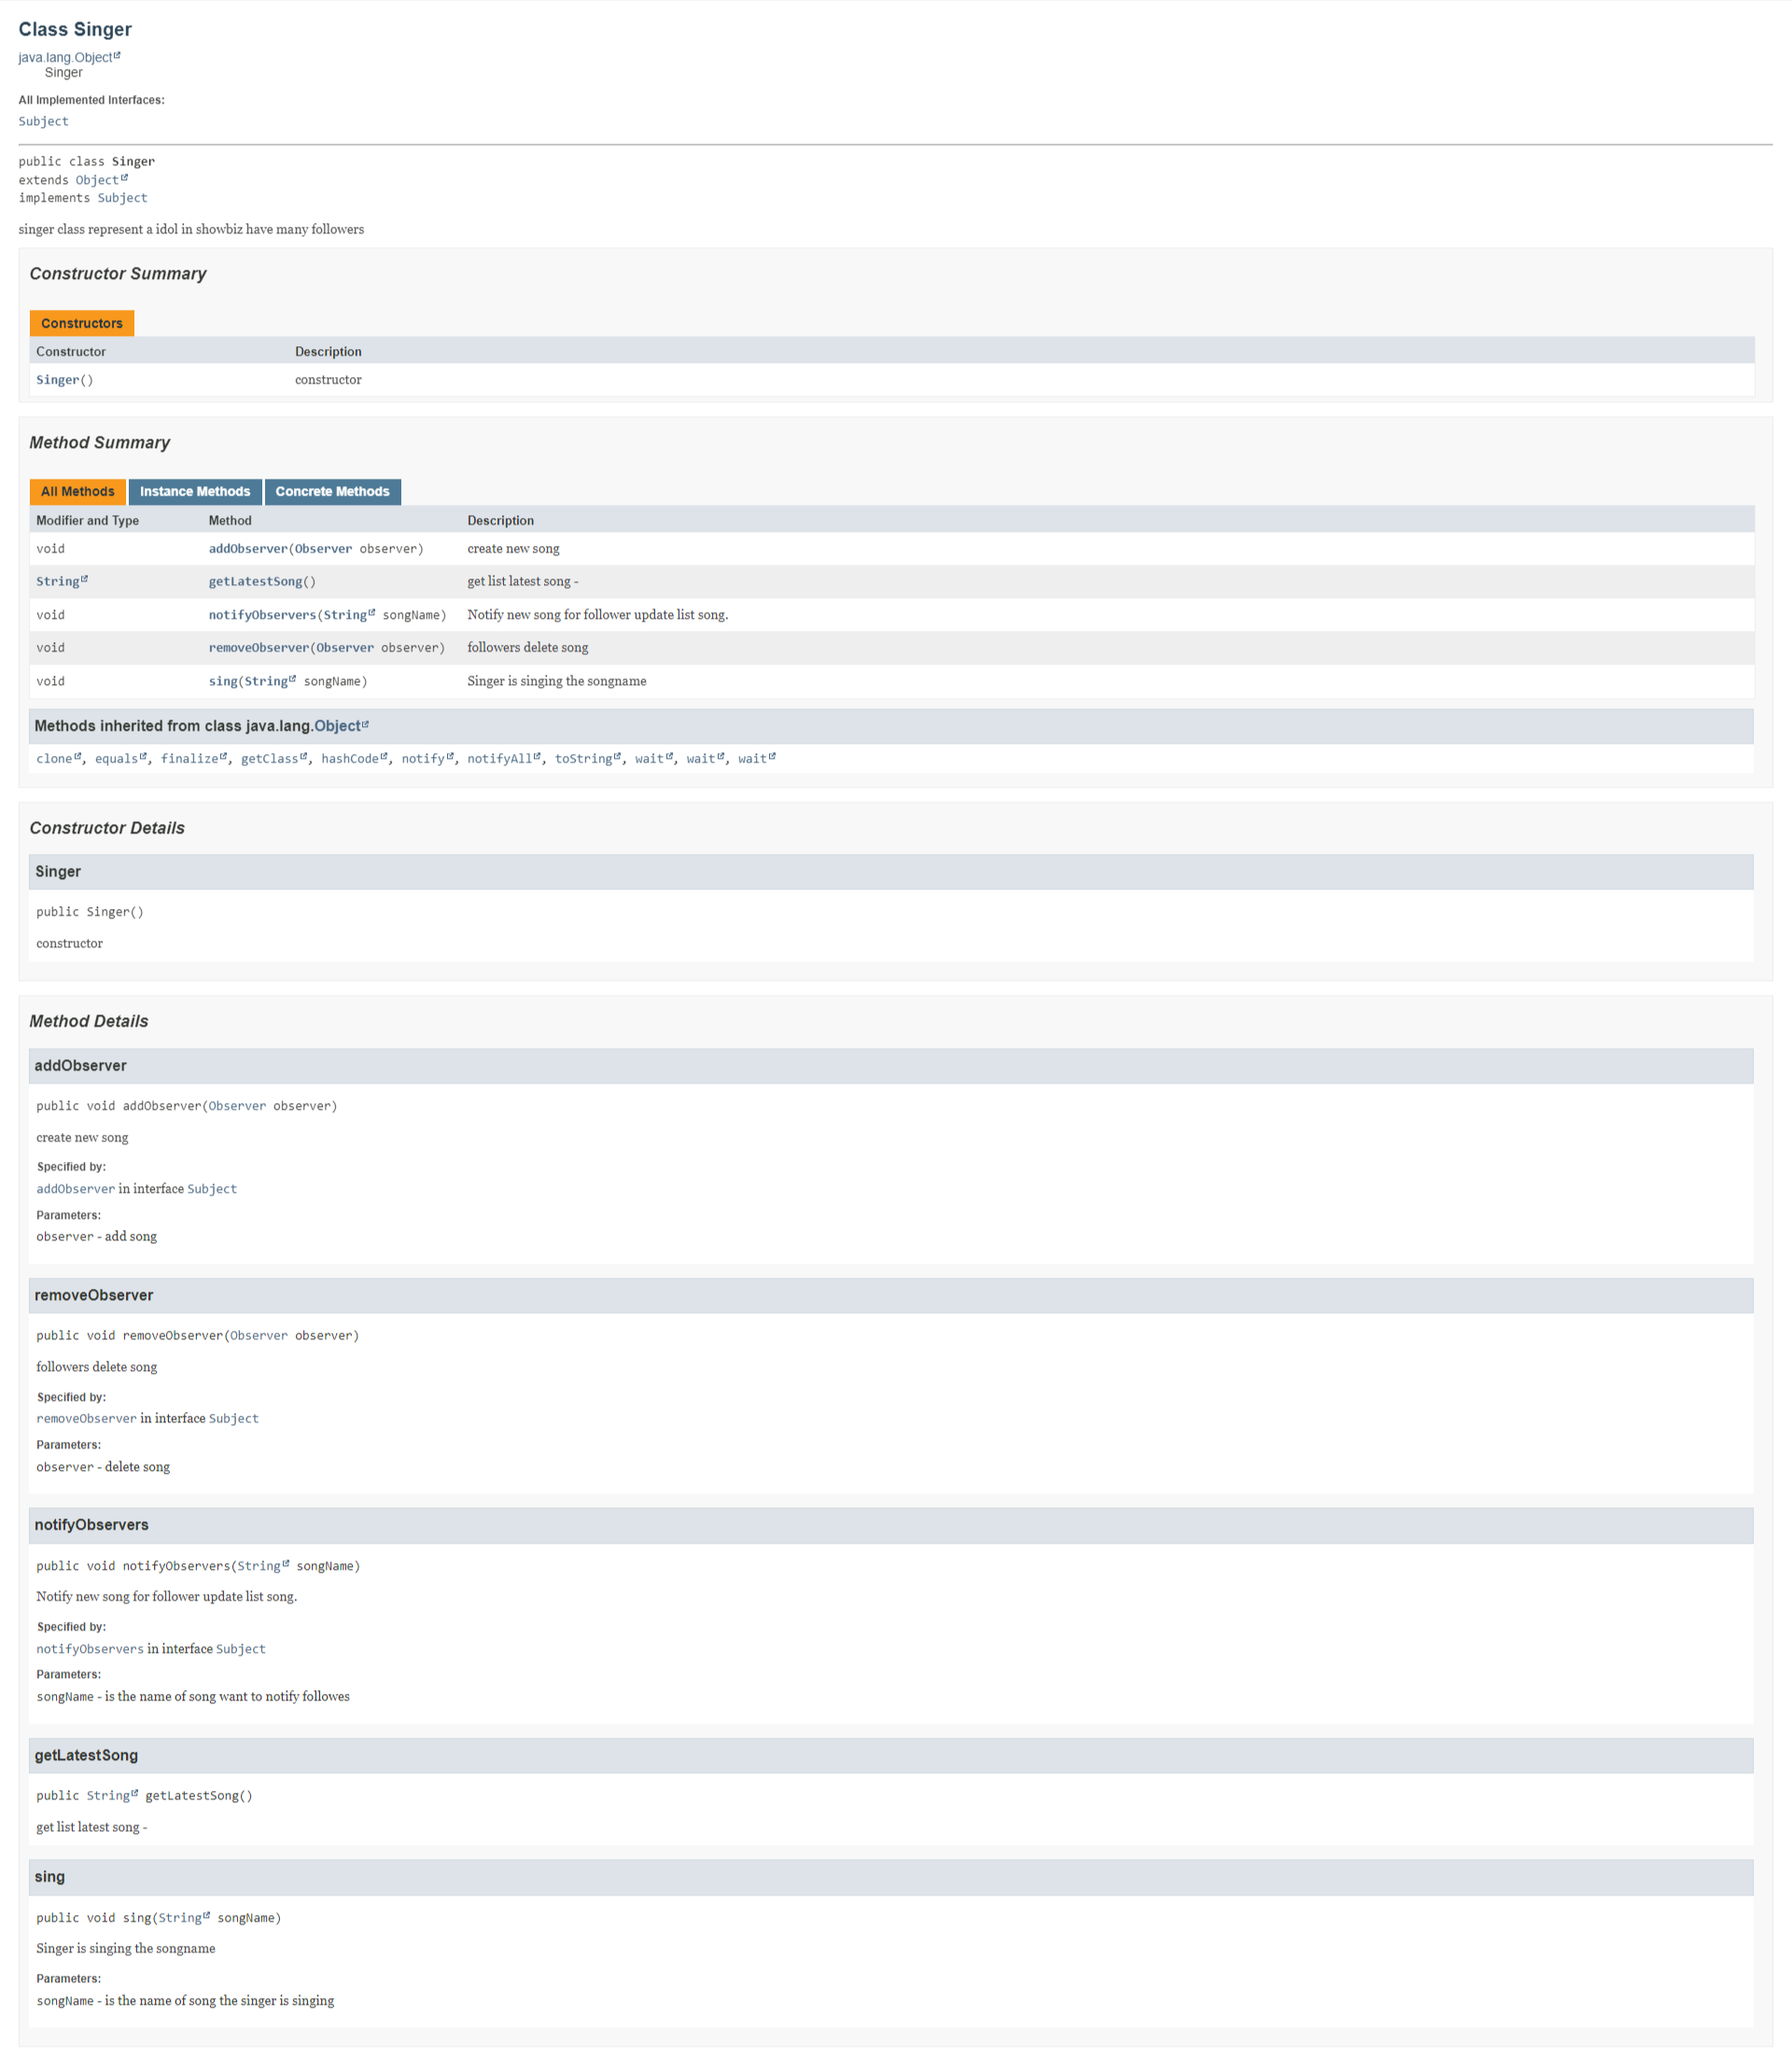 Class Singer
java.lang.Object
Singer
All Implemented Interfaces:
Subject
public class Singer
extends Object
implements Subject
singer class represent a idol in showbiz have many followers
Constructor Summary
Constructors
Constructor Description
Singer() constructor
Method Summary
All Methods Instance Methods Concrete Methods
Modifier and Type Method Description
void addObserver(Observer observer) create new song
String getLatestSong() get list latest song -
void notifyObservers(String songName) Notify new song for follower update list song.
void removeObserver(Observer observer) followers delete song
void sing(String songName) Singer is singing the songname
Methods inherited from class java.lang.Object
clone, equals, finalize, getClass, hashCode, notify, notifyAll, toString, wait, wait, wait
Constructor Details
Singer
public Singer()
constructor
Method Details
addObserver
public void addObserver(Observer observer)
create new song
Specified by:
addObserver in interface Subject
Parameters:
observer - add song
removeObserver
public void removeObserver(Observer observer)
followers delete song
Specified by:
removeObserver in interface Subject
Parameters:
observer - delete song
notifyObservers
public void notifyObservers(String songName)
Notify new song for follower update list song.
Specified by:
notifyObservers in interface Subject
Parameters:
songName - is the name of song want to notify followes
getLatestSong
public String getLatestSong()
get list latest song -
sing
public void sing(String songName)
Singer is singing the songname
Parameters:
songName - is the name of song the singer is singing